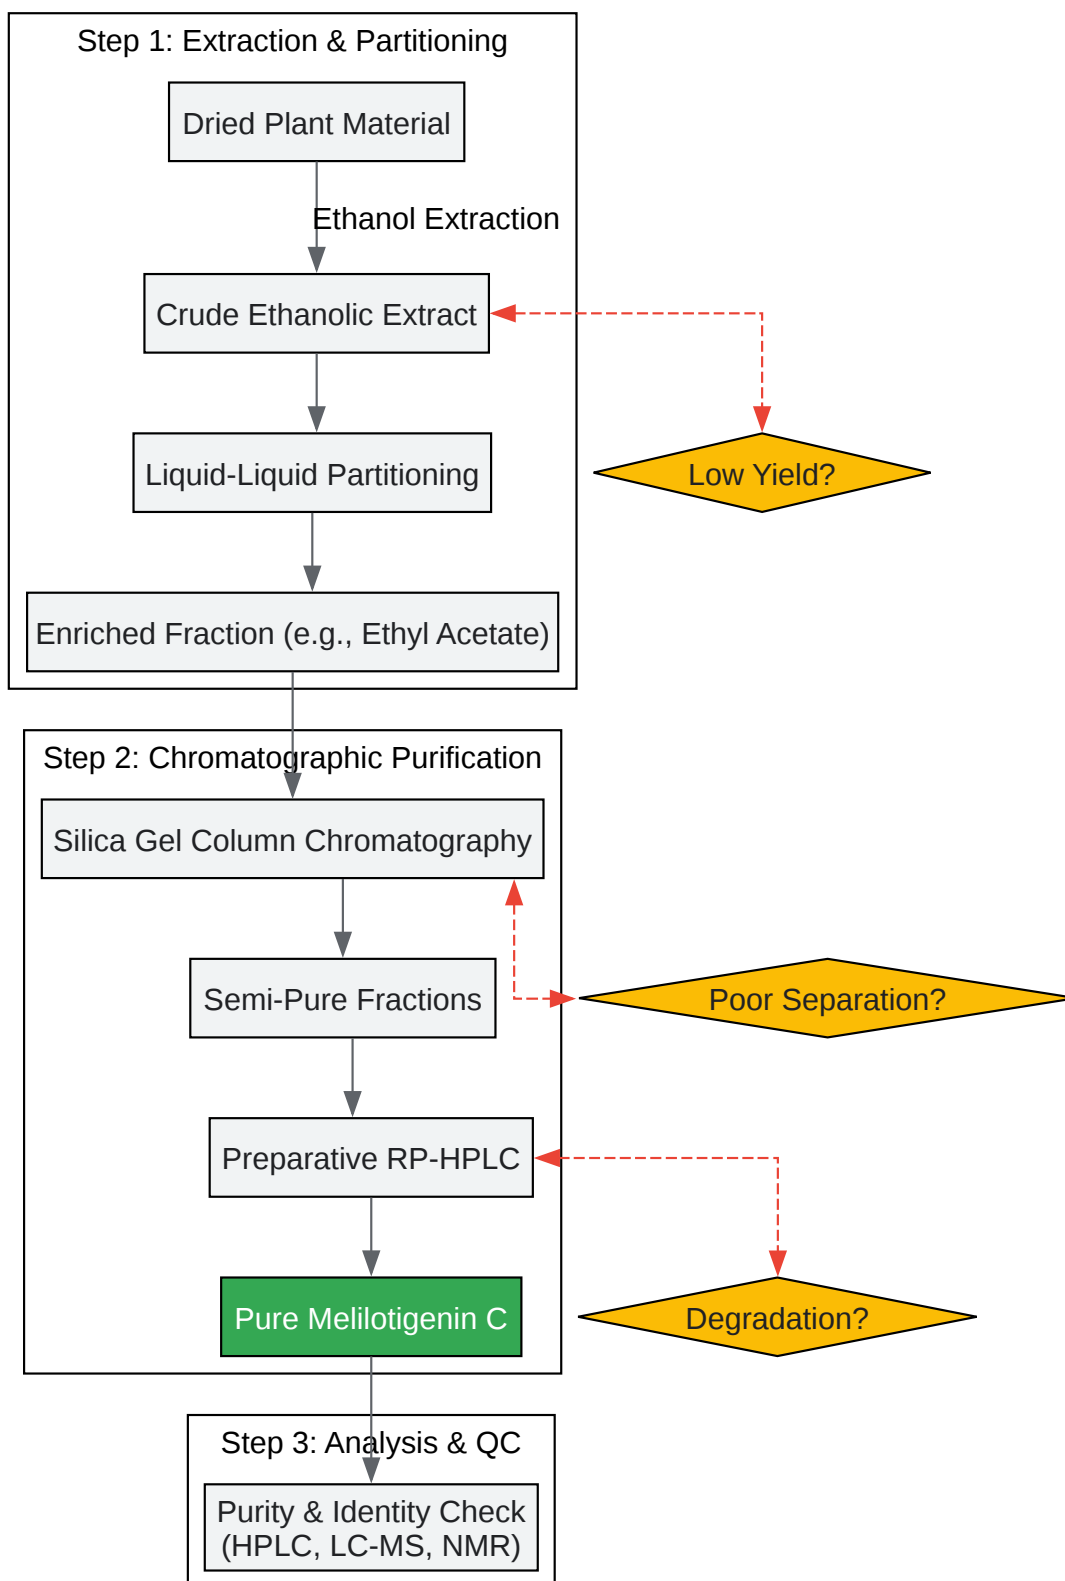 Step 1: Extraction & Partitioning
Dried Plant Material
Ethanol Extraction
Crude Ethanolic Extract
Liquid-Liquid Partitioning
Low Yield?
Enriched Fraction (e.g., Ethyl Acetate)
Step 2: Chromatographic Purification
Silica Gel Column Chromatography
Semi-Pure Fractions
Poor Separation?
Preparative RP-HPLC
Pure Melilotigenin C
Degradation?
Step 3: Analysis & QC
Purity & Identity Check
(HPLC, LC-MS, NMR)